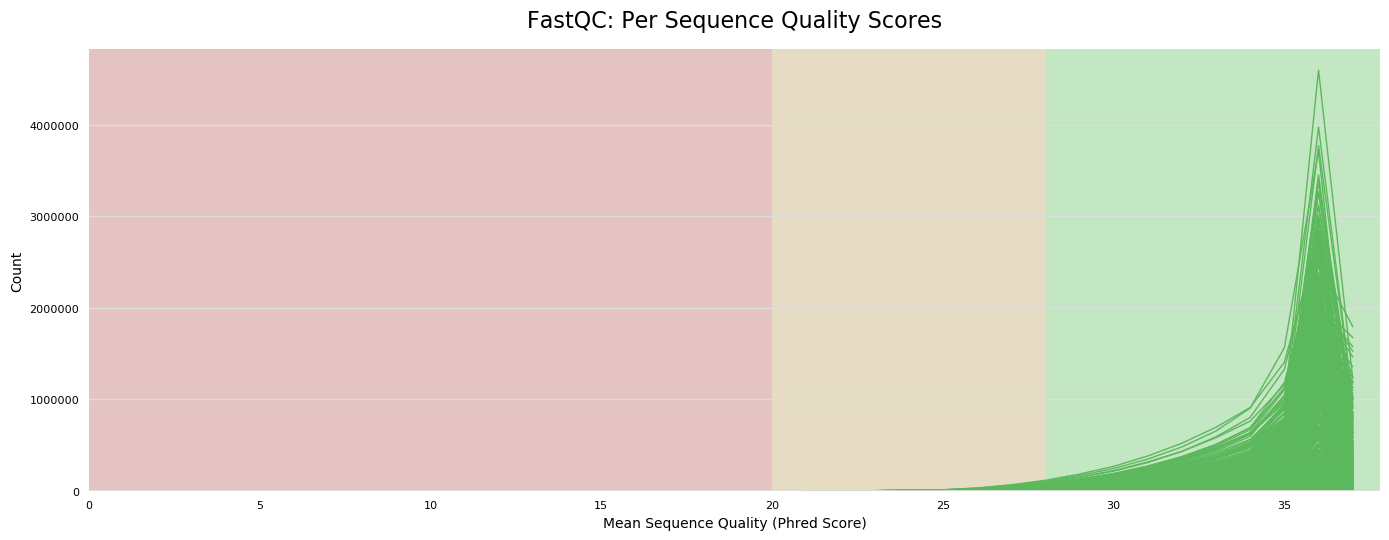 FastQC: Per Sequence Quality Scores
Count
4000000
3000000
2000000
1000000
0
0 5 10 15 20 25 30 35
Mean Sequence Quality (Phred Score)